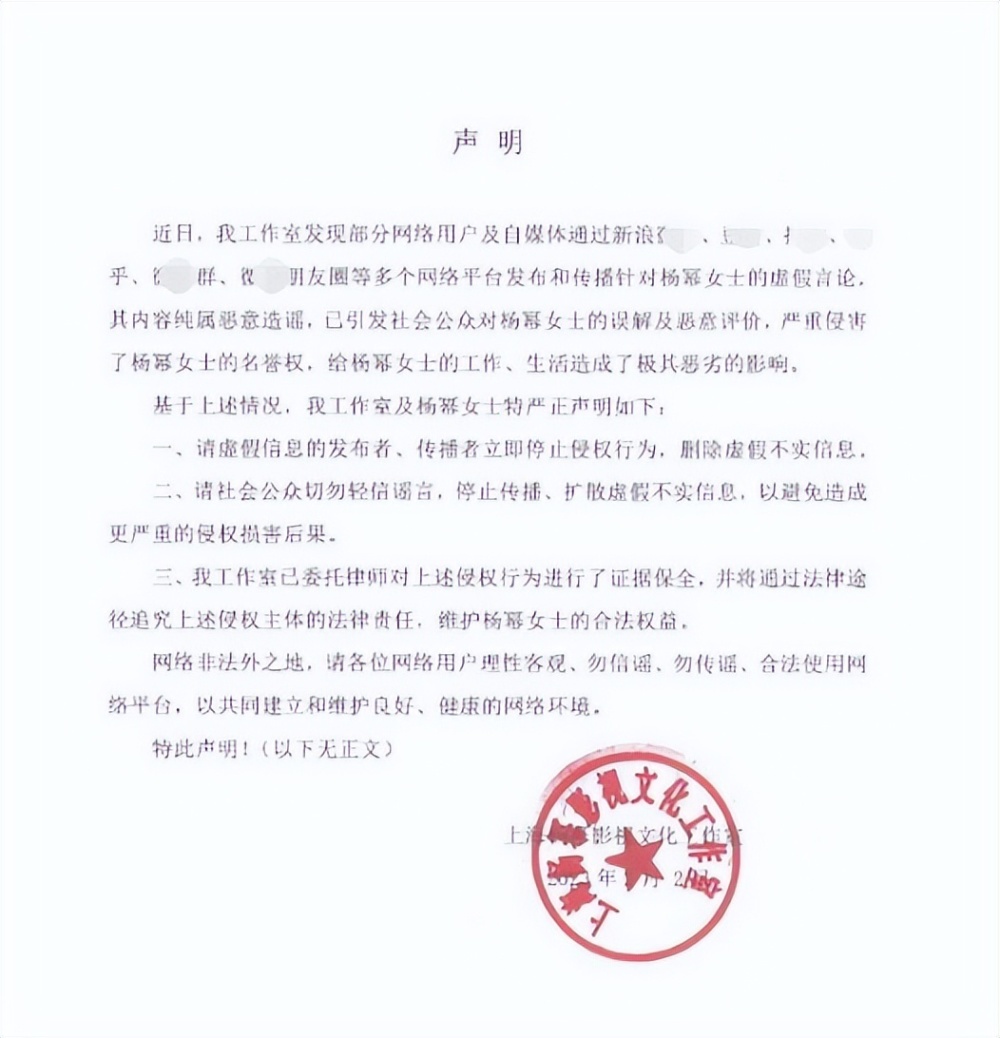 声 明
近日，我工作室发现部分网络用户及自媒体通过新浪、、、
乎、群、朋友圈等多个网络平台发布和传播针对杨幂女士的虚假言论，
其内容纯属恶意造谣，已引发社会公众对杨幂女士的误解及恶意评价，严重侵害
了杨幂女士的名誉权，给杨幂女士的工作、生活造成了极其恶劣的影响。
基于上述情况，我工作室及杨幂女士特严正声明如下：
一、请虚假信息的发布者、传播者立即停止侵权行为，删除虚假不实信息。
二、请社会公众切勿轻信谣言，停止传播、扩散虚假不实信息，以避免造成
更严重的侵权损害后果。
三、我工作室已委托律师对上述侵权行为进行了证据保全，并将通过法律途
径追究上述侵权主体的法律责任，维护杨幂女士的合法权益。
网络非法外之地，请各位网络用户理性客观、勿信谣、勿传谣、合法使用网
络平台，以共同建立和维护良好、健康的网络环境。
特此声明！（以下无正文）
上海影视文化工作室
2023年月2
上海影视文化工作室